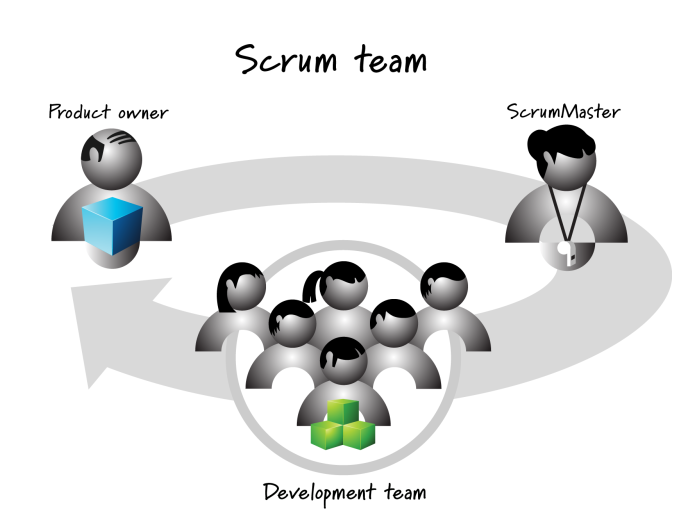 Scrum team
Product owner
ScrumMaster
Development team